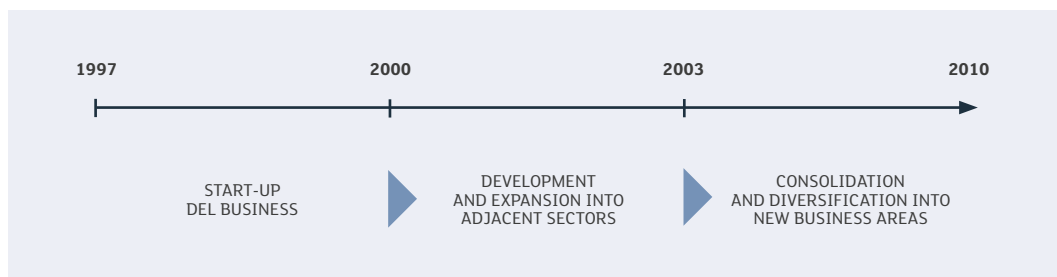 1997
2000
2003
2010
START-UP
DEL BUSINESS
DEVELOPMENT
AND EXPANSION INTO
ADJACENT SECTORS
CONSOLIDATION
AND DIVERSIFICATION INTO
NEW BUSINESS AREAS